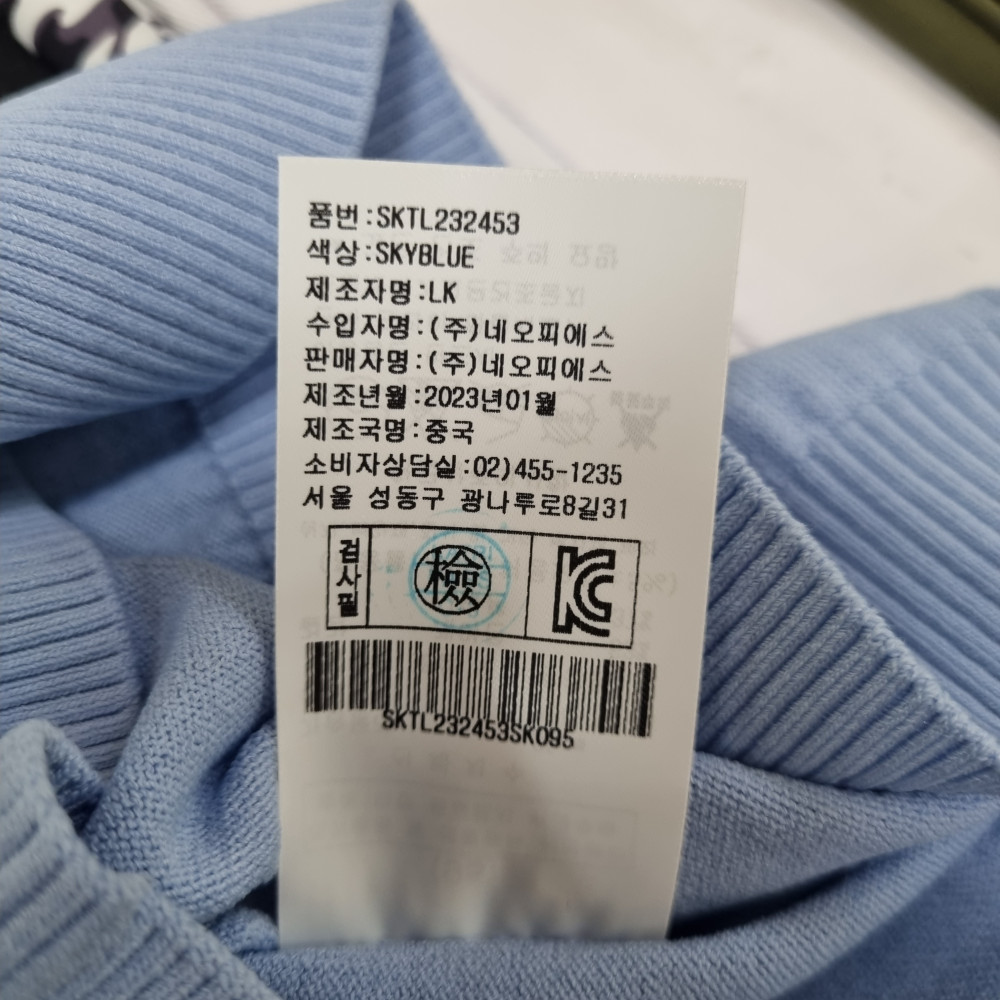 품번:SKTL232453
색상:SKYBLUE
제조자명:LK
수입자명:(주)네오피에스
판매자명:(주)네오피에스
제조년월:2023년01월
제조국명:중국
소비자상담실:02)455-1235
서울 성동구 광나루로8길31
검사필
檢
KC
SKTL232453SK095